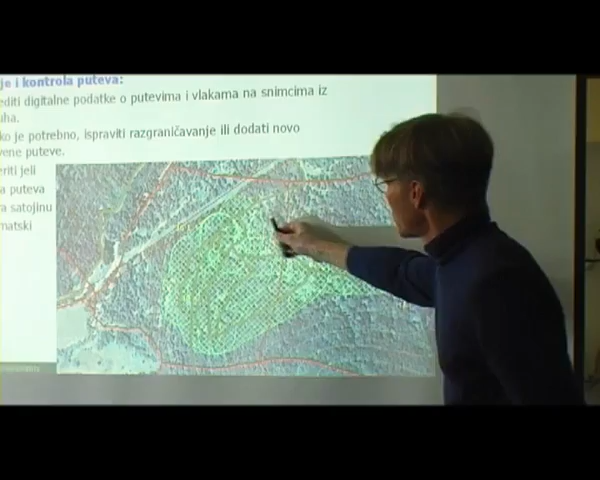 je i kontrola puteva:
editi digitalne podatke o putevima i vlakama na snimcima iz
uha.
ko je potrebno, ispraviti razgraničavanje ili dodati novo
vene puteve.
eriti jeli
a puteva
a satojinu
matski